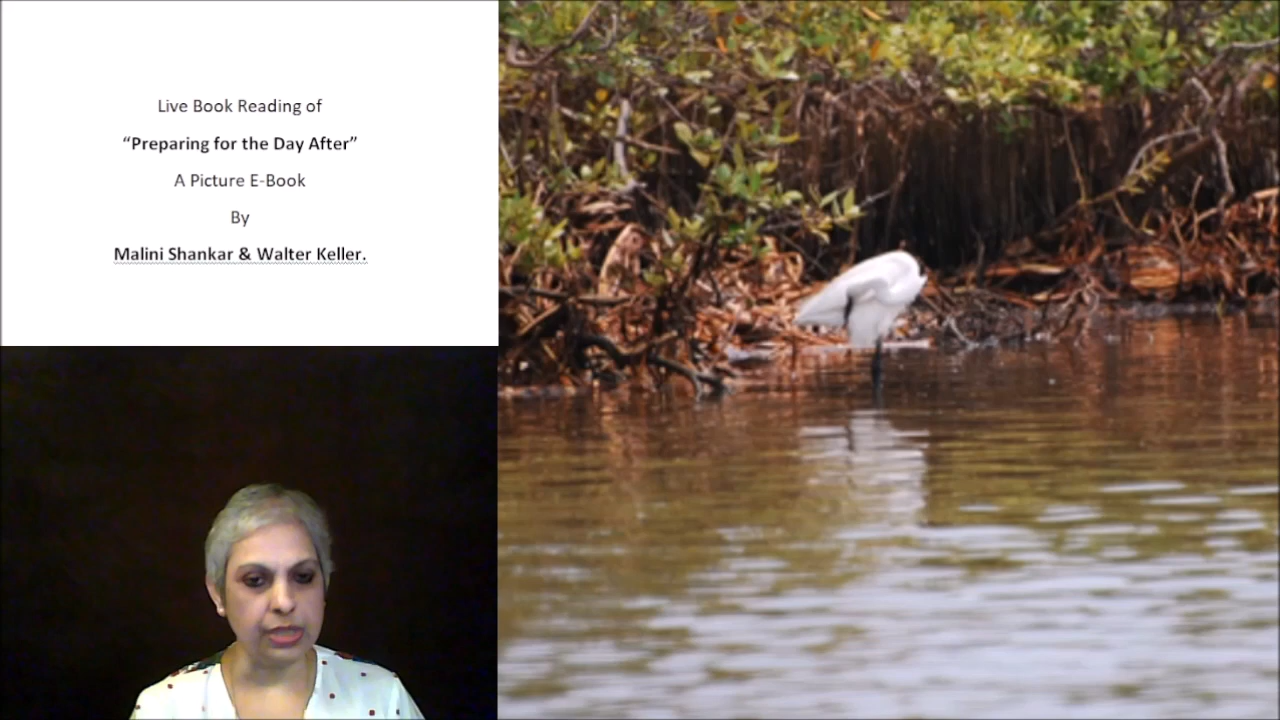 Live Book Reading of
“Preparing for the Day After”
A Picture E-Book
By
Malini Shankar & Walter Keller.